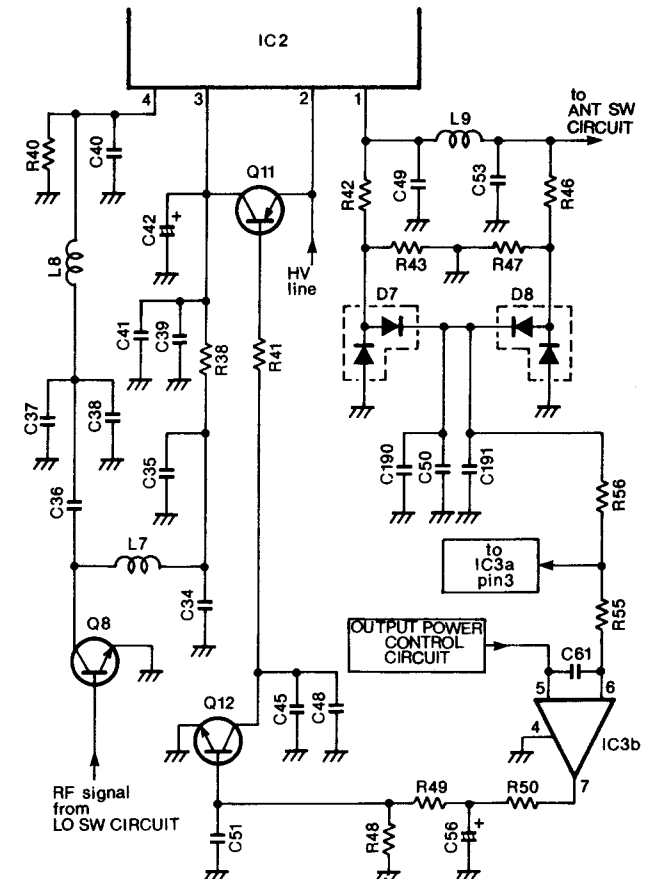 IC2
4
3
2
1
to
ANT SW
CIRCUIT
L9
R40
C40
Q11
R42
C49
C53
R46
C42
+
L8
HV
line
R43
R47
D7
D8
C41
C39
R38
R41
C37
C38
C35
C190
C50
C191
R56
C36
L7
to
IC3a
pin3
C34
R55
Q8
OUTPUT POWER
CONTROL
CIRCUIT
C61
5
6
Q12
C45
C48
4
IC3b
7
RF signal
from
LO SW CIRCUIT
R49
R50
C51
R48
C56
+